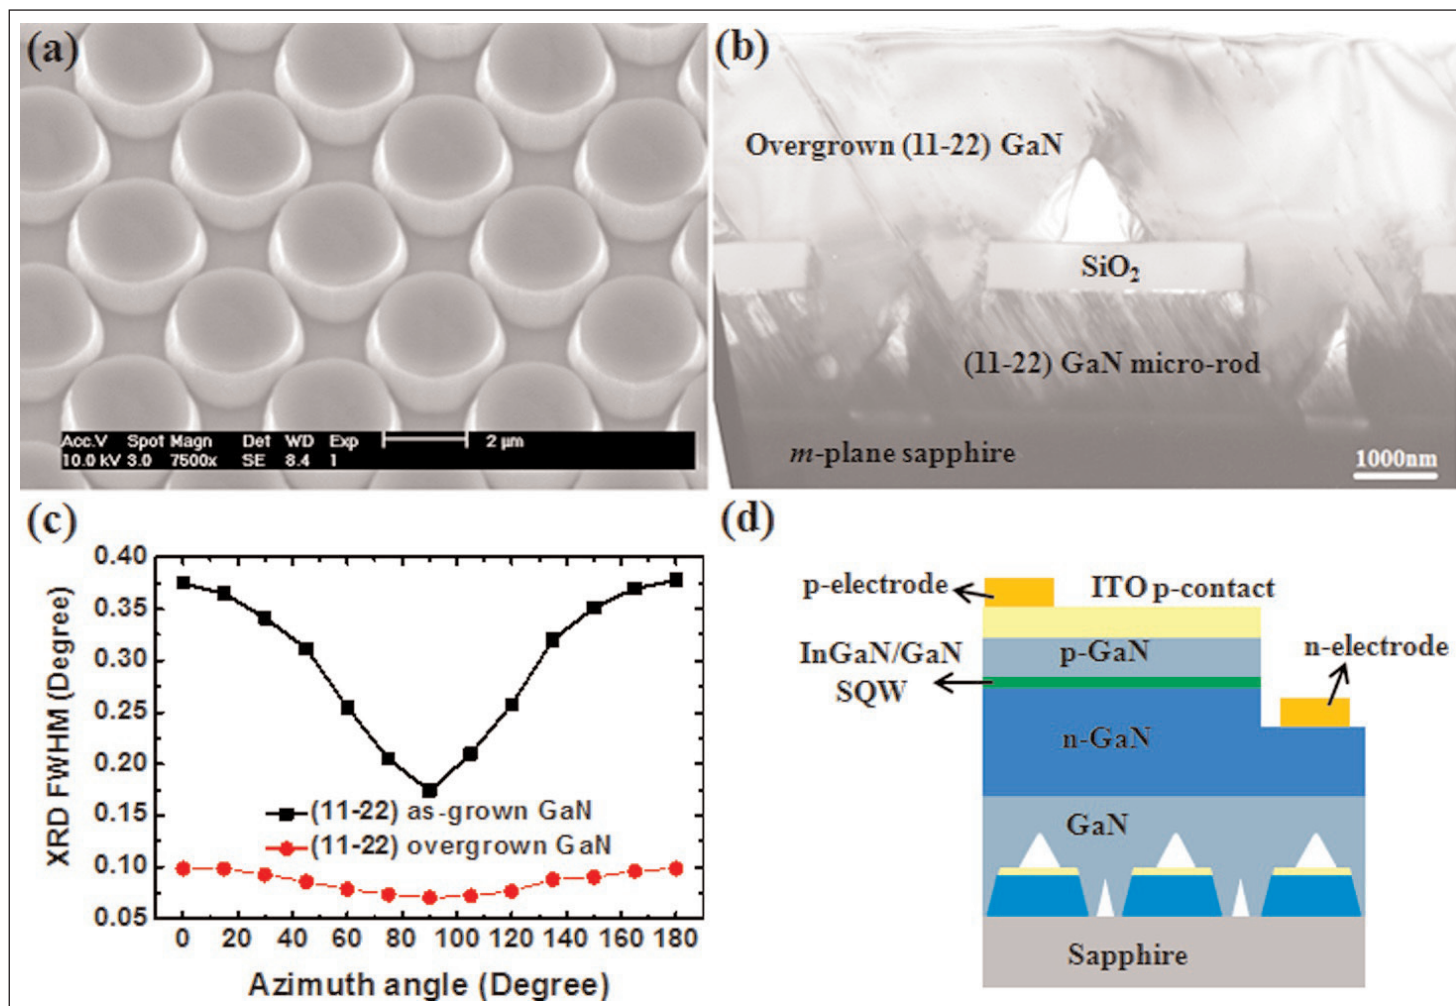 (a)
Acc.V Spot Magn Det WD Exp 2 µm
10.0 kV 3.0 7500x SE 8.4 1
(b)
Overgrown (11-22) GaN
SiO2
(11-22) GaN micro-rod
m-plane sapphire
1000nm
(c)
XRD FWHM (Degree)
0.40
0.35
0.30
0.25
0.20
0.15
0.10
0.05
(11-22) as-grown GaN
(11-22) overgrown GaN
0 20 40 60 80 100 120 140 160 180
Azimuth angle (Degree)
(d)
p-electrode
ITO p-contact
InGaN/GaN
SQW
p-GaN
n-electrode
n-GaN
GaN
Sapphire